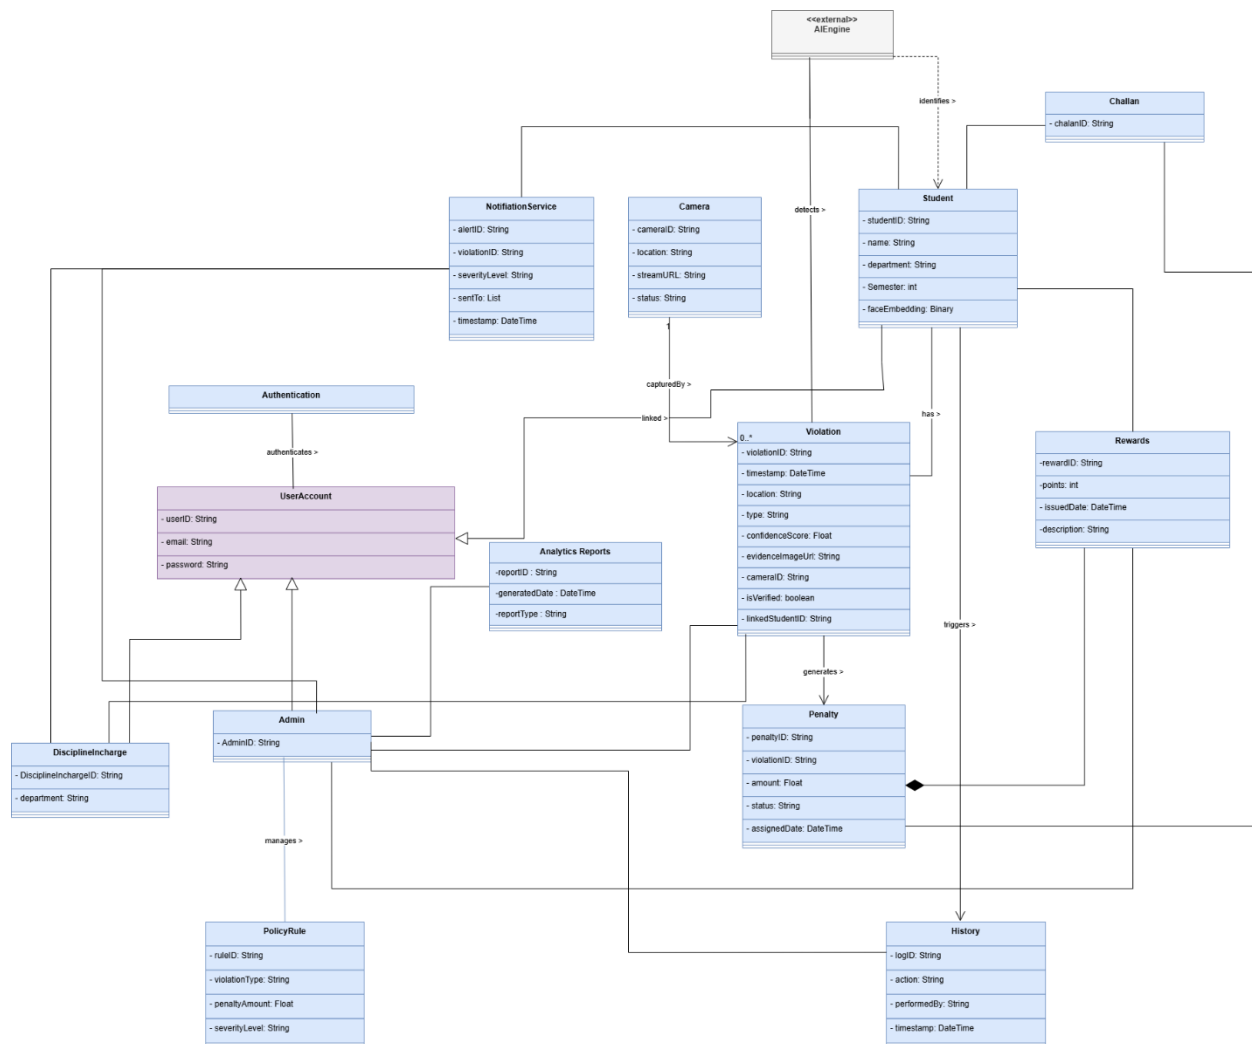 <<external>>
AIEngine
identifies >
Challan
- chalanID: String
Student
- studentID: String
- name: String
- department: String
- Semester: int
- faceEmbedding: Binary
NotifiationService
- alertID: String
- violationID: String
- severityLevel: String
- sentTo: List
- timestamp: DateTime
Camera
- cameraID: String
- location: String
- streamURL: String
- status: String
detects >
1
capturedBy >
linked >
has >
0..*
Authentication
authenticates >
UserAccount
- userID: String
- email: String
- password: String
Analytics Reports
-reportID : String
-generatedDate : DateTime
-reportType : String
Violation
- violationID: String
- timestamp: DateTime
- location: String
- type: String
- confidenceScore: Float
- evidenceImageUrl: String
- cameraID: String
- isVerified: boolean
- linkedStudentID: String
Rewards
-rewardID: String
-points: int
- issuedDate: DateTime
-description: String
triggers >
generates >
Admin
- AdminID: String
DisciplineIncharge
- DisciplineInchargeID: String
- department: String
Penalty
- penaltyID: String
- violationID: String
- amount: Float
- status: String
- assignedDate: DateTime
manages >
PolicyRule
- ruleID: String
- violationType: String
- penaltyAmount: Float
- severityLevel: String
History
- logID: String
- action: String
- performedBy: String
- timestamp: DateTime